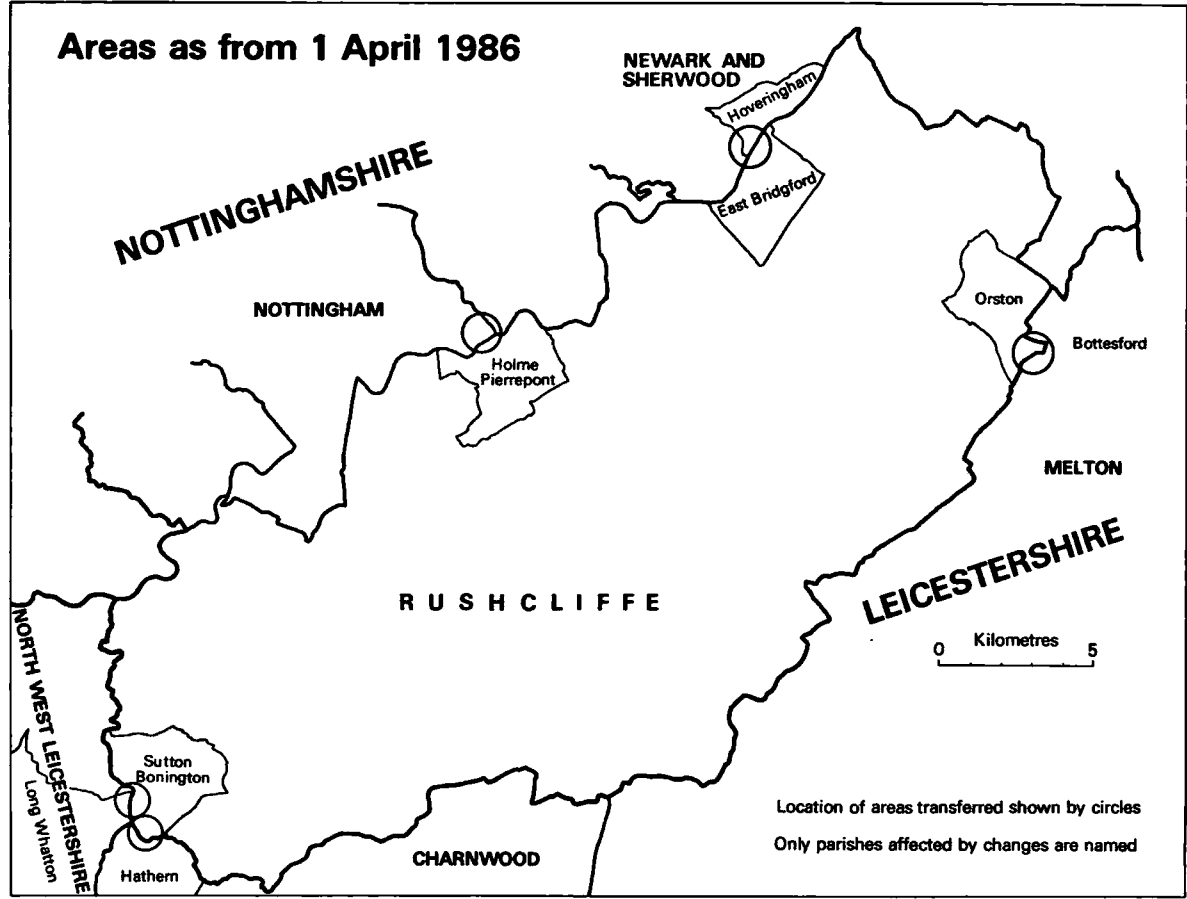 Areas as from 1 April 1986
NEWARK AND
SHERWOOD
Hoveringham
NOTTINGHAMSHIRE
East Bridgford
NOTTINGHAM
Orston
Holme
Pierrepont
Bottesford
MELTON
LEICESTERSHIRE
RUSHCLIFFE
Kilometres
0 5
NORTH WEST LEICESTERSHIRE
Long Whatton
Sutton
Bonington
Location of areas transferred shown by circles
Only parishes affected by changes are named
CHARNWOOD
Hathern